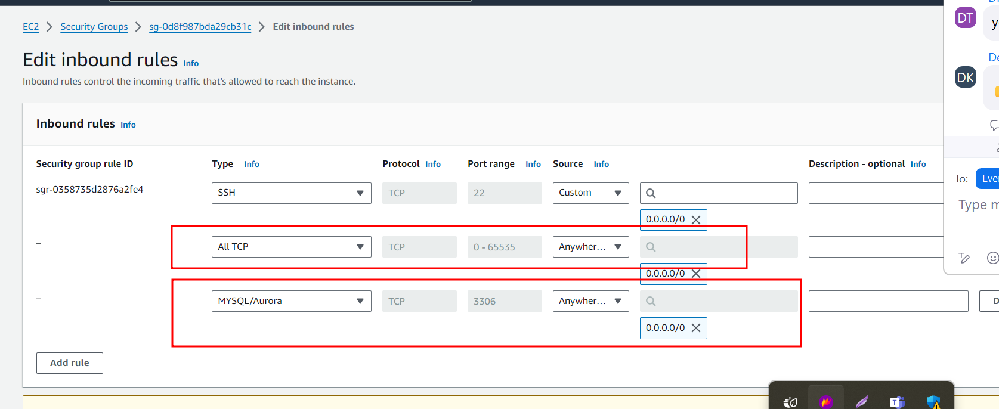 EC2 > Security Groups > sg-0d8f987bda29cb31c > Edit inbound rules
Edit inbound rules Info
Inbound rules control the incoming traffic that's allowed to reach the instance.
Inbound rules Info
Security group rule ID Type Info Protocol Info Port range Info Source Info Description - optional Info
sgr-0358735d2876a2fe4 SSH TCP 22 Custom
0.0.0.0/0
– All TCP TCP 0 - 65535 Anywher...
0.0.0.0/0
– MYSQL/Aurora TCP 3306 Anywher...
0.0.0.0/0
Add rule
DT
y
De
DK
To: Eve
Type m
D